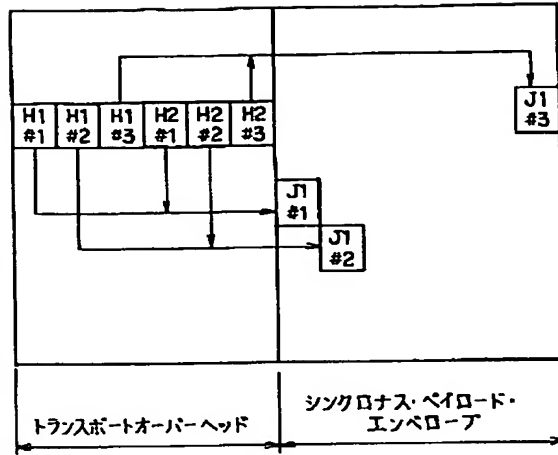 J1
#3
H1 H1 H1 H2 H2 H2
#1 #2 #3 #1 #2 #3
J1
#1
J1
#2
トランスポートオーバーヘッド
シンクロナス・ペイロード・
エンベロープ